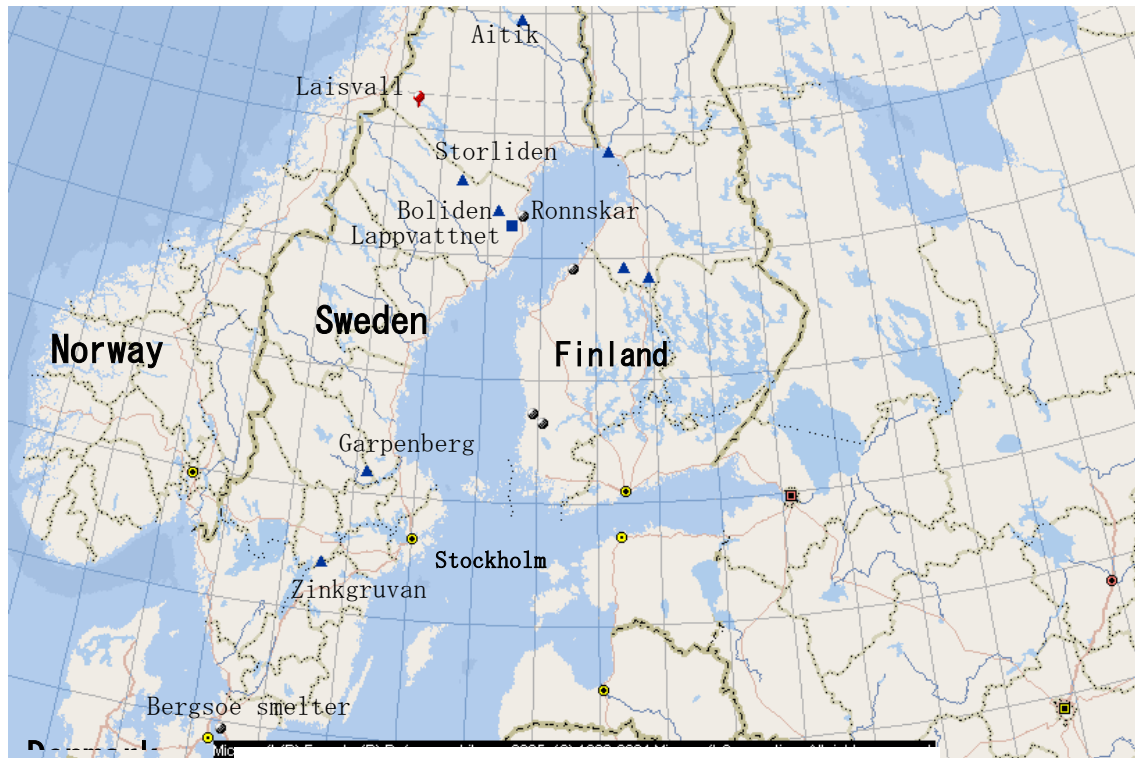 Aitik
Laisvall
Storliden
Boliden
Ronnskar
Lappvattnet
Sweden
Norway
Finland
Garpenberg
Stockholm
Zinkgruvan
Bergsoe smelter